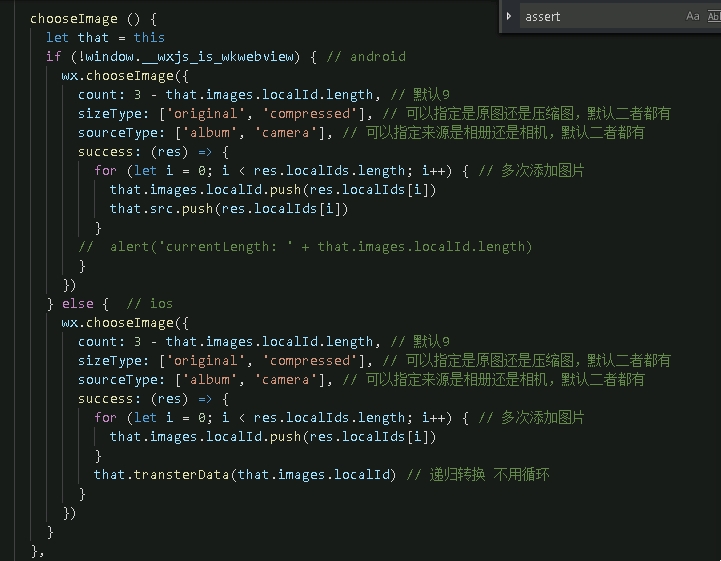 assert Aa Abl
chooseImage () {
let that = this
if (!window.__wxjs_is_wkwebview) { // android
wx.chooseImage({
count: 3 - that.images.localId.length, // 默认9
sizeType: ['original', 'compressed'], // 可以指定是原图还是压缩图，默认二者都有
sourceType: ['album', 'camera'], // 可以指定来源是相册还是相机，默认二者都有
success: (res) => {
for (let i = 0; i < res.localIds.length; i++) { // 多次添加图片
that.images.localId.push(res.localIds[i])
that.src.push(res.localIds[i])
}
// alert('currentLength: ' + that.images.localId.length)
}
})
} else { // ios
wx.chooseImage({
count: 3 - that.images.localId.length, // 默认9
sizeType: ['original', 'compressed'], // 可以指定是原图还是压缩图，默认二者都有
sourceType: ['album', 'camera'], // 可以指定来源是相册还是相机，默认二者都有
success: (res) => {
for (let i = 0; i < res.localIds.length; i++) { // 多次添加图片
that.images.localId.push(res.localIds[i])
}
that.transterData(that.images.localId) // 递归转换 不用循环
}
})
}
},